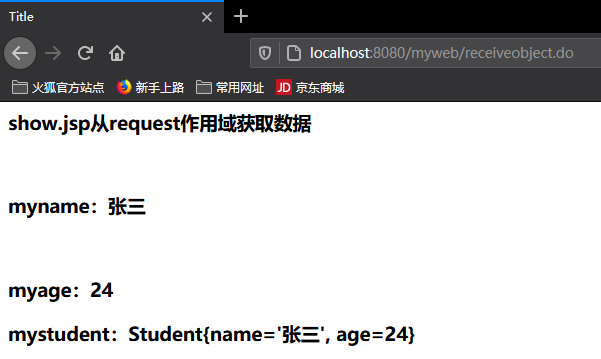 Title
localhost:8080/myweb/receiveobject.do
火狐官方站点 新手上路 常用网址 JD 京东商城
show.jsp从request作用域获取数据
myname：张三
myage：24
mystudent：Student{name='张三', age=24}